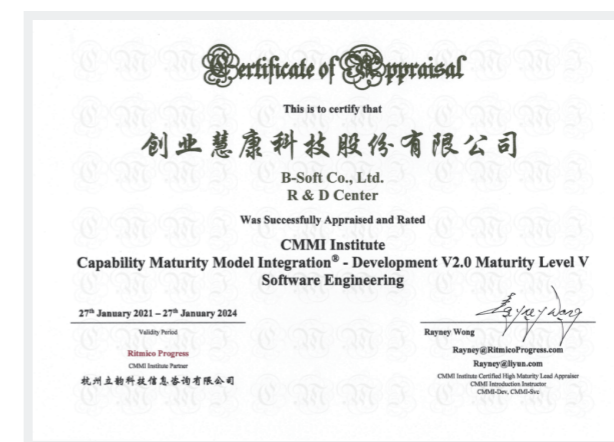 Certificate of Appraisal
This is to certify that
创业慧康科技股份有限公司
B-Soft Co., Ltd.
R & D Center
Was Successfully Appraised and Rated
CMMI Institute
Capability Maturity Model Integration® - Development V2.0 Maturity Level V
Software Engineering
27th January 2021 – 27th January 2024
Validity Period
Ritmico Progress
CMMI Institute Partner
杭州立钧科技信息咨询有限公司
Rayney Wong
Rayney Wong
Rayney@RitmicoProgress.com
Rayney@liyun.com
CMMI Institute Certified High Maturity Lead Appraiser
CMMI Introduction Instructor
CMMI-Dev, CMMI-Svc